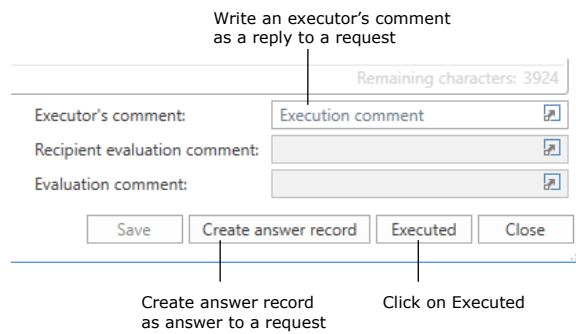 Write an executor's comment
as a reply to a request
Remaining characters: 3924
Executor's comment: Execution comment
Recipient evaluation comment:
Evaluation comment:
Save Create answer record Executed Close
Create answer record
as answer to a request
Click on Executed